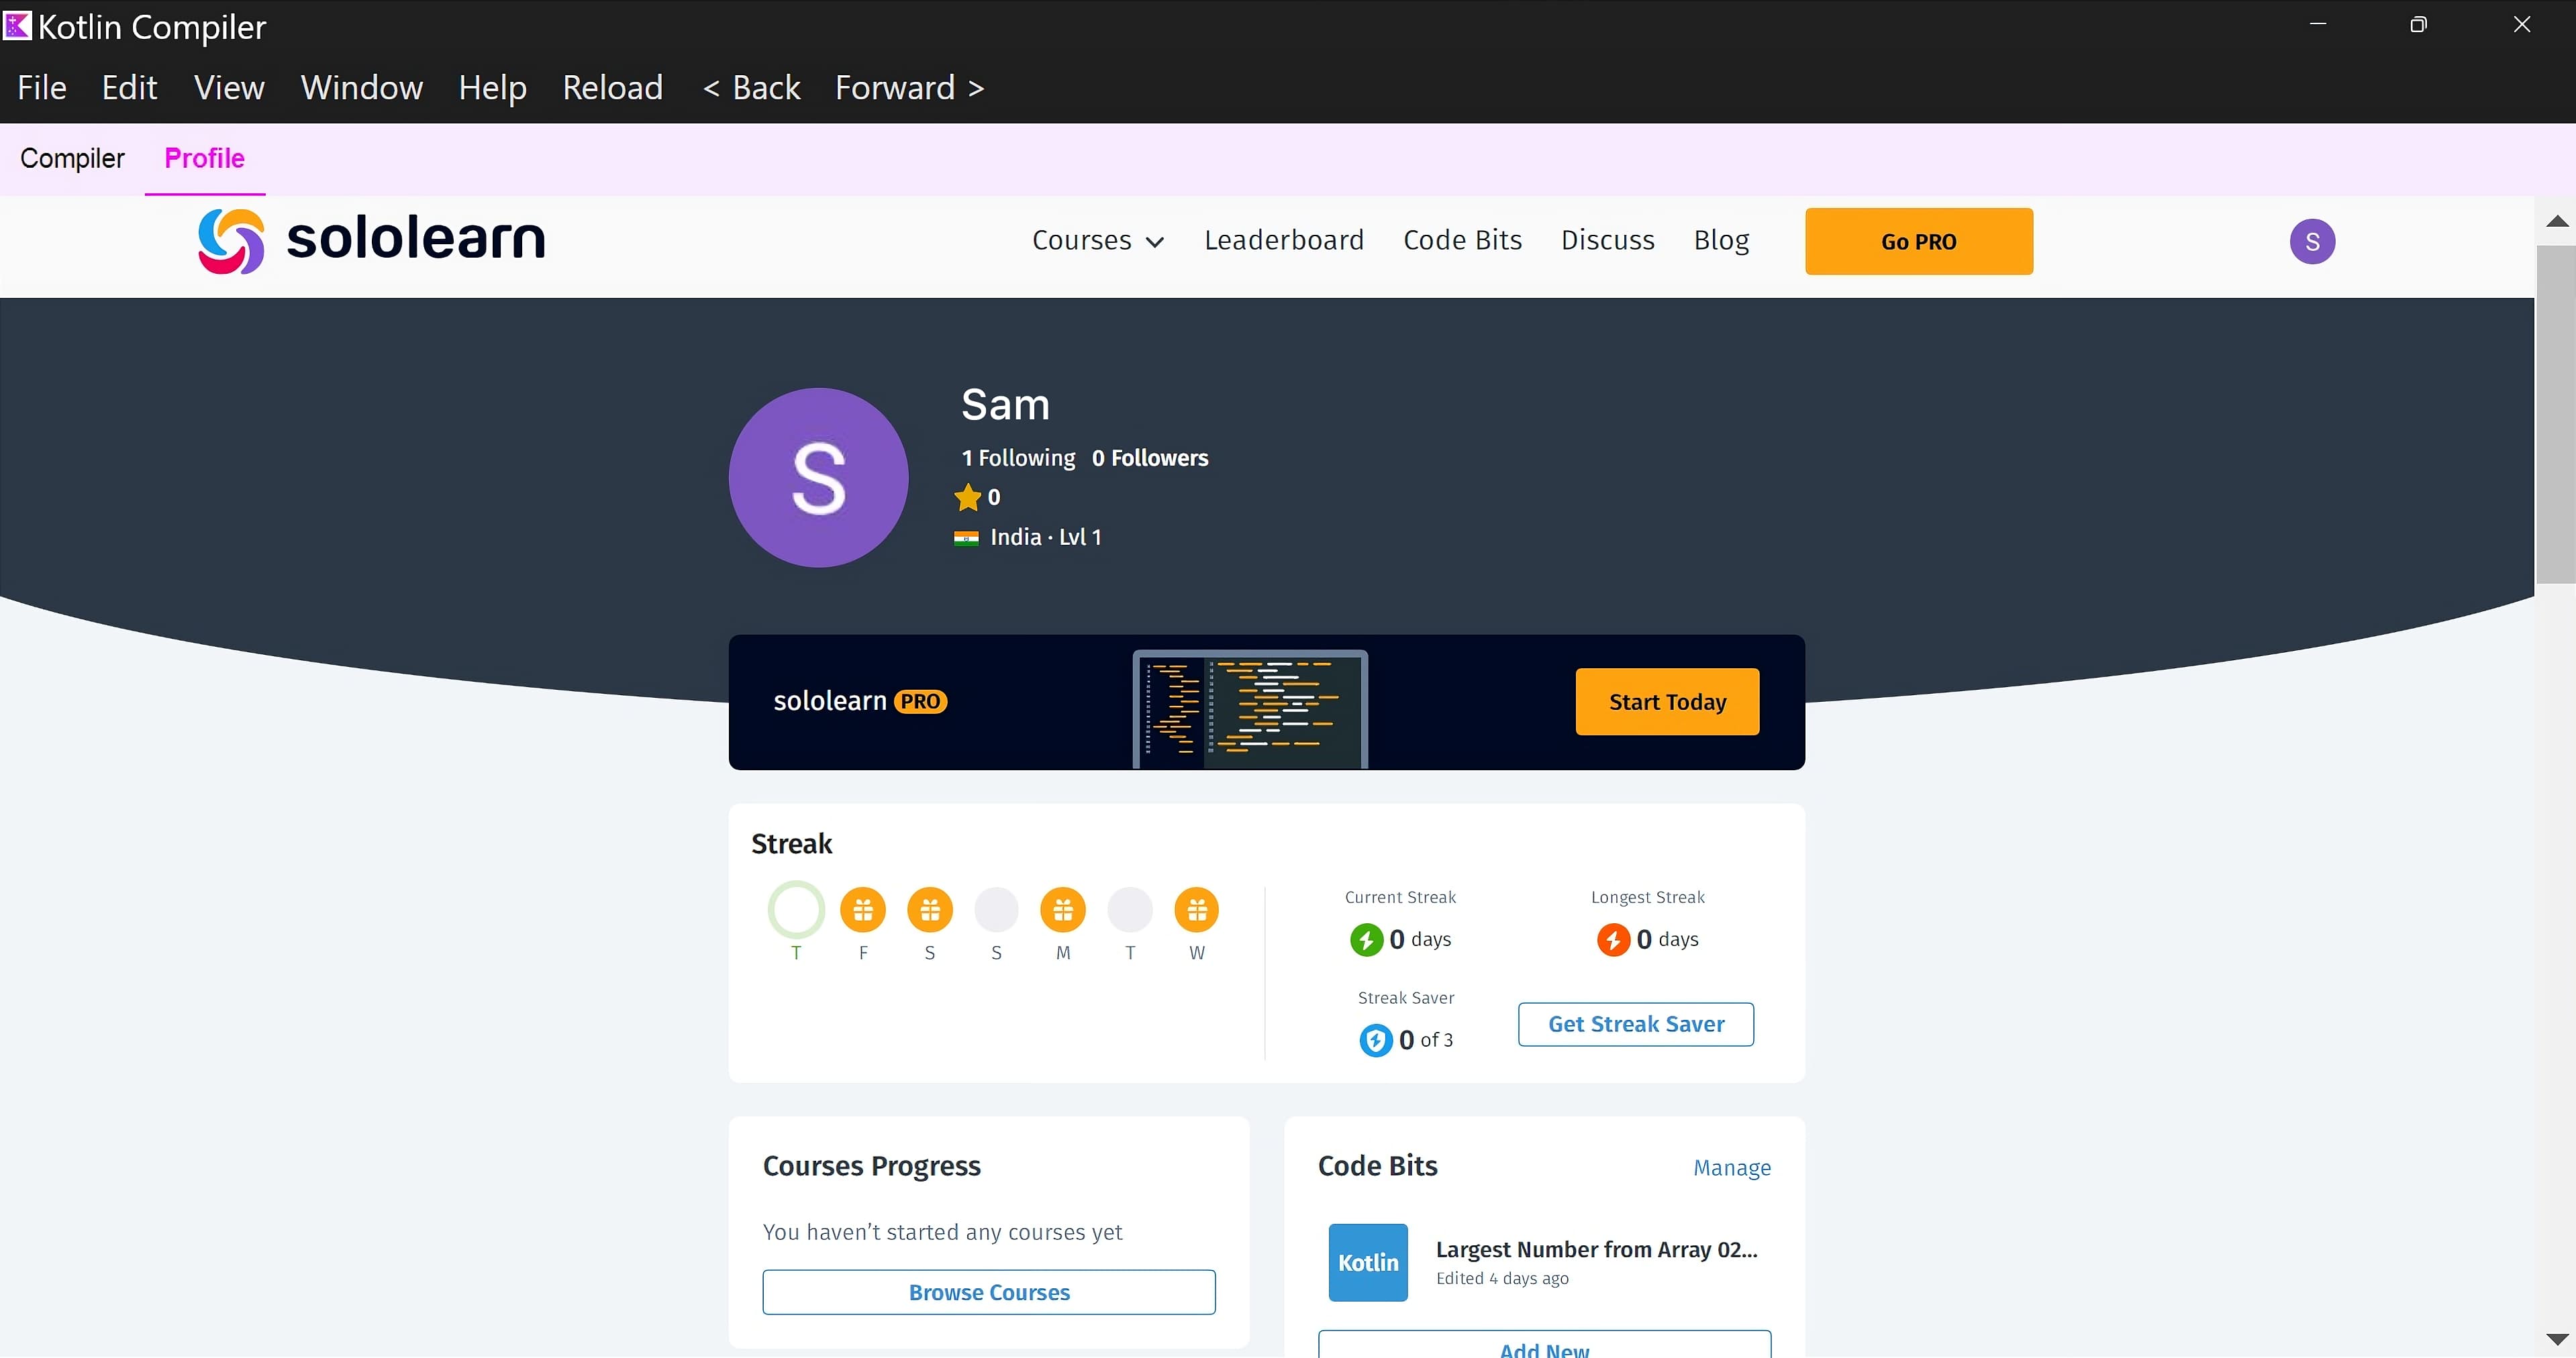 Kotlin Compiler
File Edit View Window Help Reload < Back Forward >
Compiler Profile
sololearn Courses Leaderboard Code Bits Discuss Blog Go PRO S
S
Sam
1 Following 0 Followers
0
India · Lvl 1
sololearn PRO Start Today
Streak
T F S S M T W
Current Streak Longest Streak
0 days 0 days
Streak Saver
0 of 3
Get Streak Saver
Courses Progress
You haven’t started any courses yet
Browse Courses
Code Bits Manage
Kotlin
Largest Number from Array 02...
Edited 4 days ago
Add New